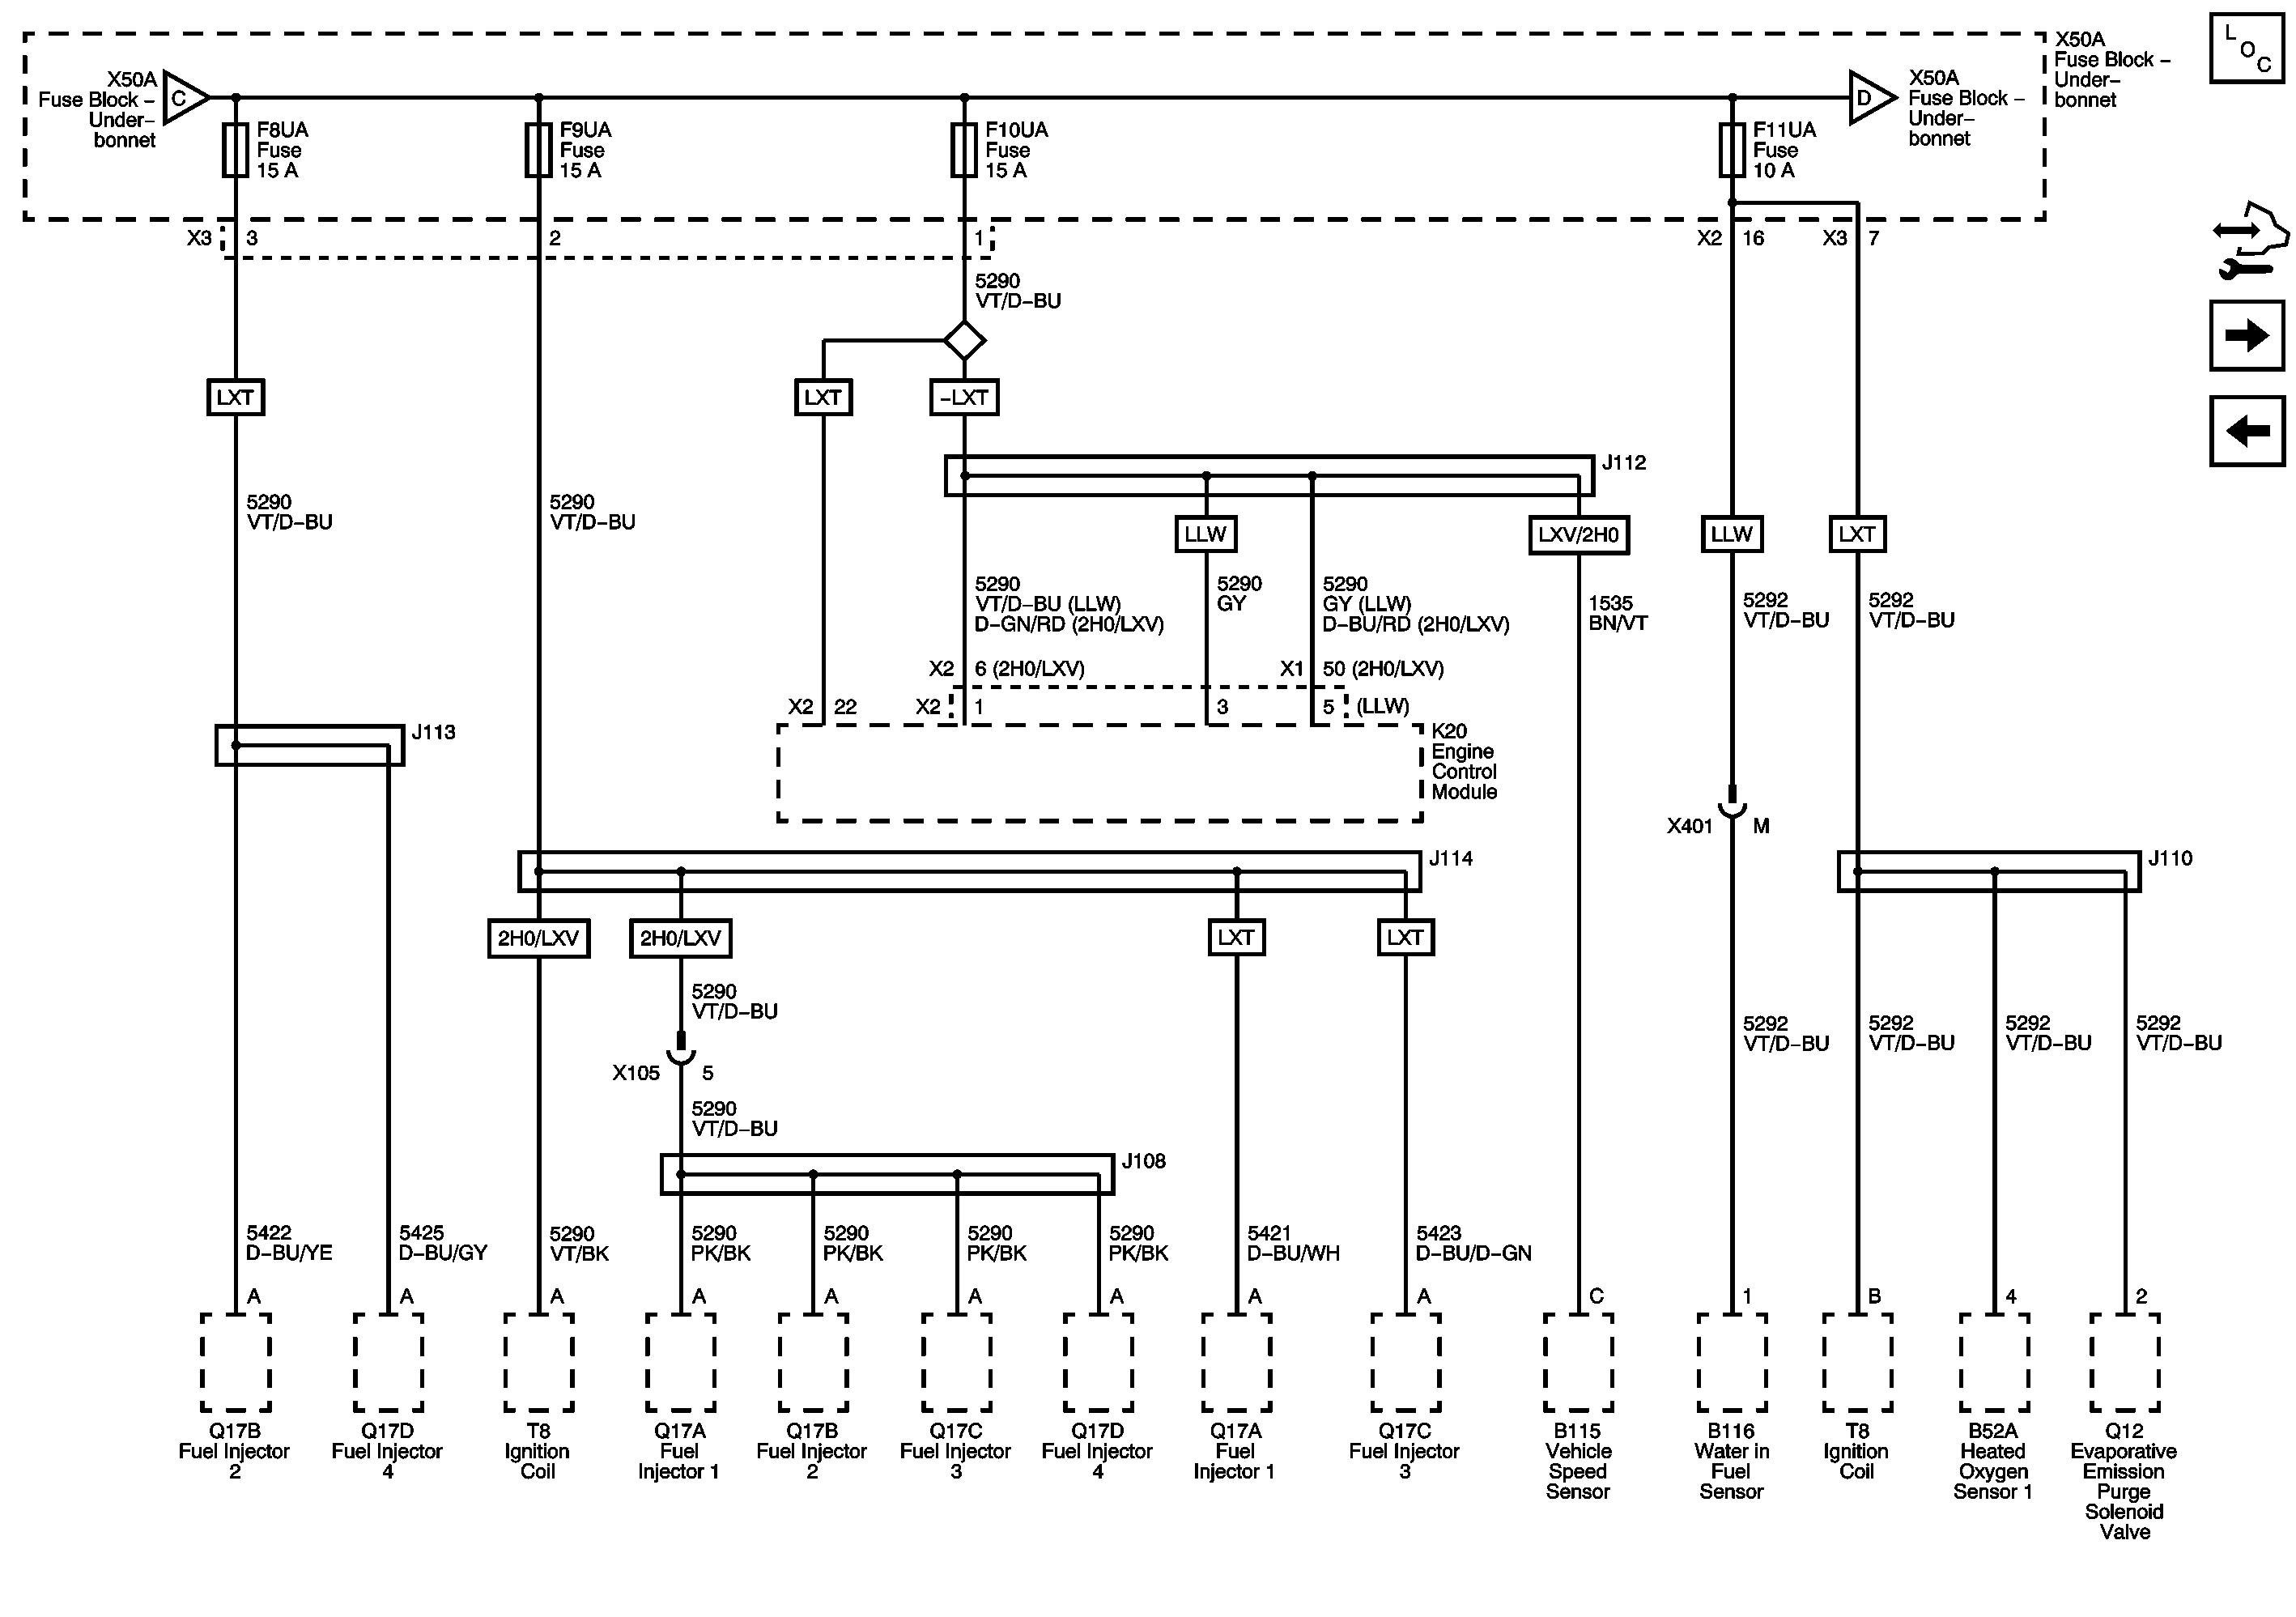 X50A
Fuse Block –
Under–
bonnet
C
D
X50A
Fuse Block –
Under–
bonnet
X50A
Fuse Block –
Under–
bonnet
L
O
C
F8UA
Fuse
15 A
F9UA
Fuse
15 A
F10UA
Fuse
15 A
F11UA
Fuse
10 A
X3
3
2
1
X2
16
X3
7
5290
VT/D–BU
LXT
LXT
–LXT
J112
5290
VT/D–BU
5290
VT/D–BU
LLW
LXV/2H0
LLW
LXT
5290
VT/D–BU (LLW)
D–GN/RD (2H0/LXV)
5290
GY
5290
GY (LLW)
D–BU/RD (2H0/LXV)
1535
BN/VT
5292
VT/D–BU
5292
VT/D–BU
X2
6 (2H0/LXV)
X1
50 (2H0/LXV)
X2
22
X2
1
3
5
(LLW)
J113
K20
Engine
Control
Module
X401
M
J114
J110
2H0/LXV
2H0/LXV
LXT
LXT
5290
VT/D–BU
5292
VT/D–BU
5292
VT/D–BU
5292
VT/D–BU
5292
VT/D–BU
X105
5
5290
VT/D–BU
J108
5422
D–BU/YE
5425
D–BU/GY
5290
VT/BK
5290
PK/BK
5290
PK/BK
5290
PK/BK
5290
PK/BK
5421
D–BU/WH
5423
D–BU/D–GN
A
A
A
A
A
A
A
A
A
C
1
B
4
2
Q17B
Fuel Injector
2
Q17D
Fuel Injector
4
T8
Ignition
Coil
Q17A
Fuel
Injector 1
Q17B
Fuel Injector
2
Q17C
Fuel Injector
3
Q17D
Fuel Injector
4
Q17A
Fuel
Injector 1
Q17C
Fuel Injector
3
B115
Vehicle
Speed
Sensor
B116
Water in
Fuel
Sensor
T8
Ignition
Coil
B52A
Heated
Oxygen
Sensor 1
Q12
Evaporative
Emission
Purge
Solenoid
Valve